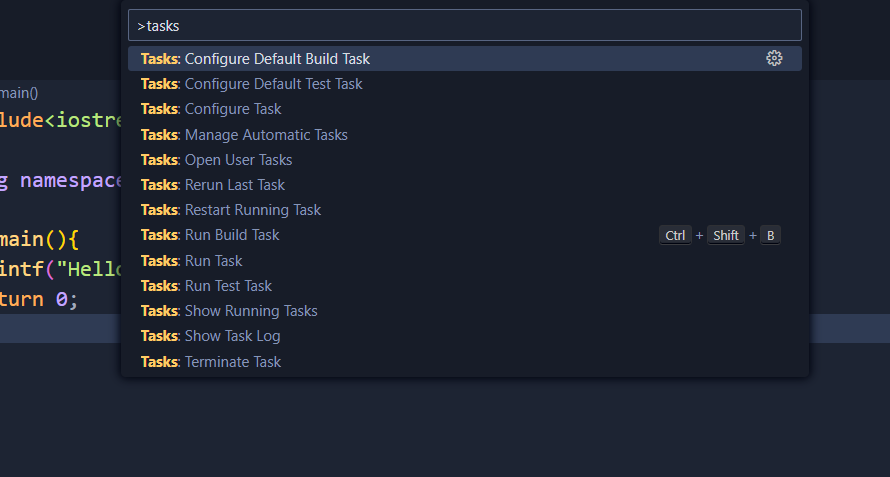 >tasks
Tasks: Configure Default Build Task
Tasks: Configure Default Test Task
Tasks: Configure Task
Tasks: Manage Automatic Tasks
Tasks: Open User Tasks
Tasks: Rerun Last Task
Tasks: Restart Running Task
Tasks: Run Build Task Ctrl + Shift + B
Tasks: Run Task
Tasks: Run Test Task
Tasks: Show Running Tasks
Tasks: Show Task Log
Tasks: Terminate Task
main()
lude<iostre
g namespace
main(){
intf("Hello
turn 0;